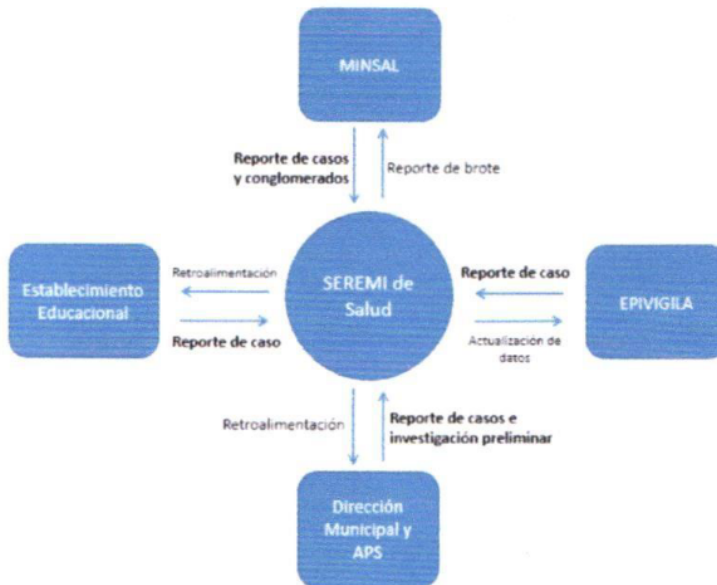 MINSAL
Reporte de casos
y conglomerados
Reporte de brote
Establecimiento
Educacional
Retroalimentación
Reporte de caso
SEREMI de
Salud
Reporte de caso
Actualización de
datos
EPIVIGILA
Retroalimentación
Reporte de casos e
investigación preliminar
Dirección
Municipal y
APS